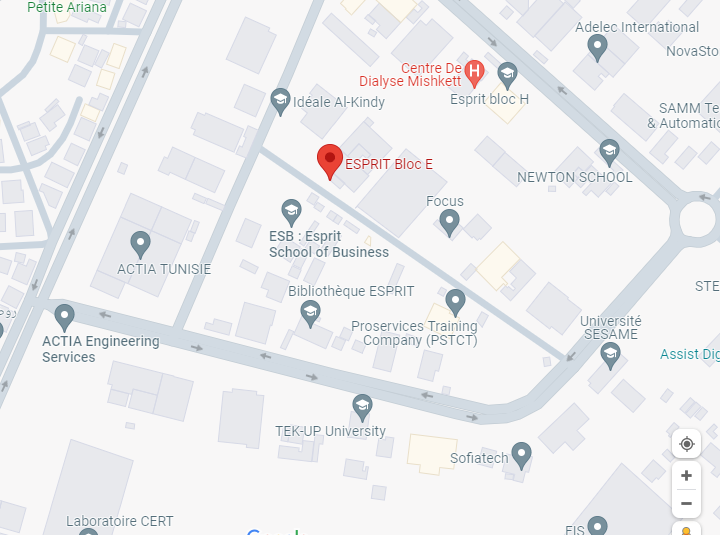 Petite Ariana
Adelec International
NovaSto
Centre De
Dialyse Mishkett
H
Esprit bloc H
Idéale Al-Kindy
SAMM Te
& Automatic
ESPRIT Bloc E
NEWTON SCHOOL
Focus
ESB : Esprit
School of Business
ACTIA TUNISIE
STE
Bibliothèque ESPRIT
Proservices Training
Company (PSTCT)
Université
SESAME
ACTIA Engineering
Services
Assist Dig
TEK-UP University
Sofiatech
Laboratoire CERT
FIS